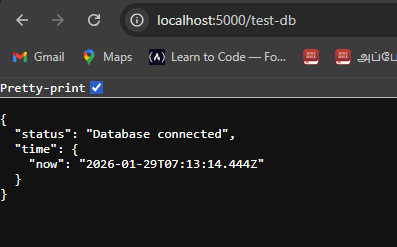 localhost:5000/test-db
Gmail
Maps
Learn to Code — Fo...
Pretty-print
{
"status": "Database connected",
"time": {
"now": "2026-01-29T07:13:14.444Z"
}
}